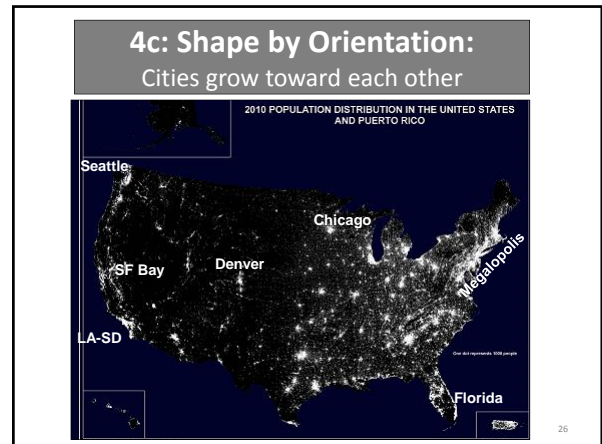 4c: Shape by Orientation:
Cities grow toward each other
2010 POPULATION DISTRIBUTION IN THE UNITED STATES
AND PUERTO RICO
Seattle
Chicago
SF Bay
Denver
Megalopolis
LA-SD
One dot represents 1000 people
Florida
26